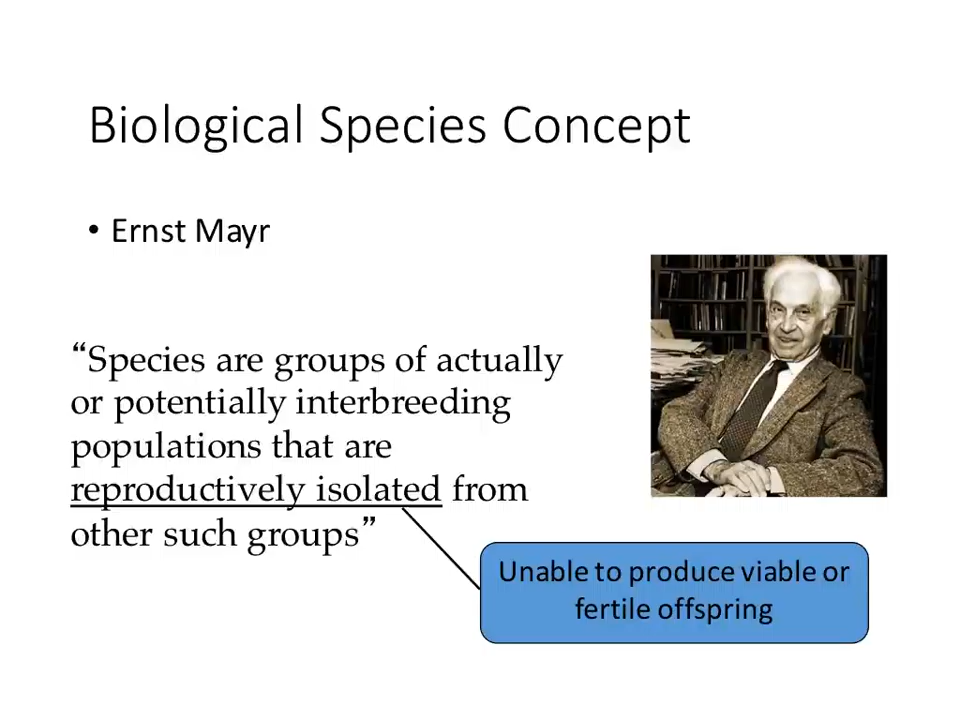 Biological Species Concept
• Ernst Mayr
“Species are groups of actually
or potentially interbreeding
populations that are
reproductively isolated from
other such groups”
Unable to produce viable or
fertile offspring